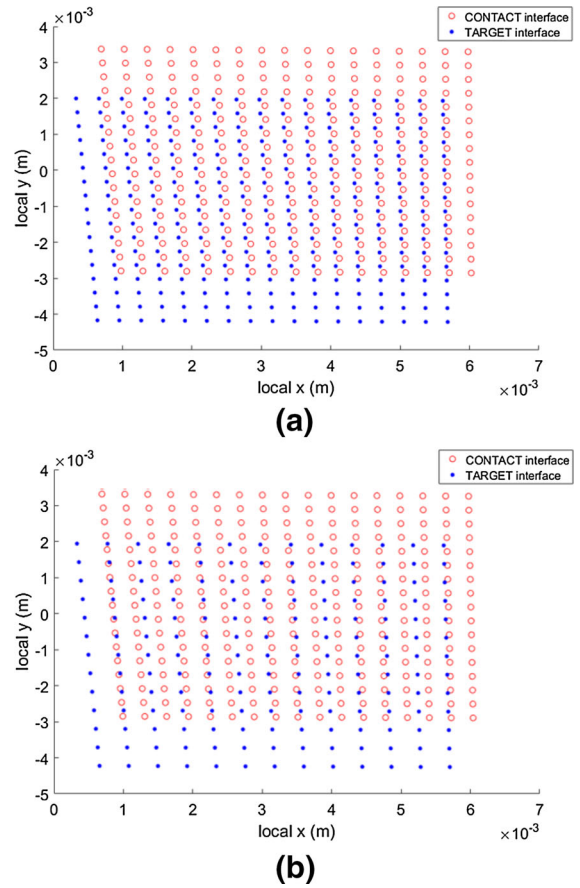 ×10⁻³
CONTACT interface
TARGET interface
4
3
2
1
0
-1
-2
-3
-4
-5
local y (m)
0 1 2 3 4 5 6 7
local x (m)
×10⁻³
(a)
×10⁻³
CONTACT interface
TARGET interface
4
3
2
1
0
-1
-2
-3
-4
-5
local y (m)
0 1 2 3 4 5 6 7
local x (m)
×10⁻³
(b)